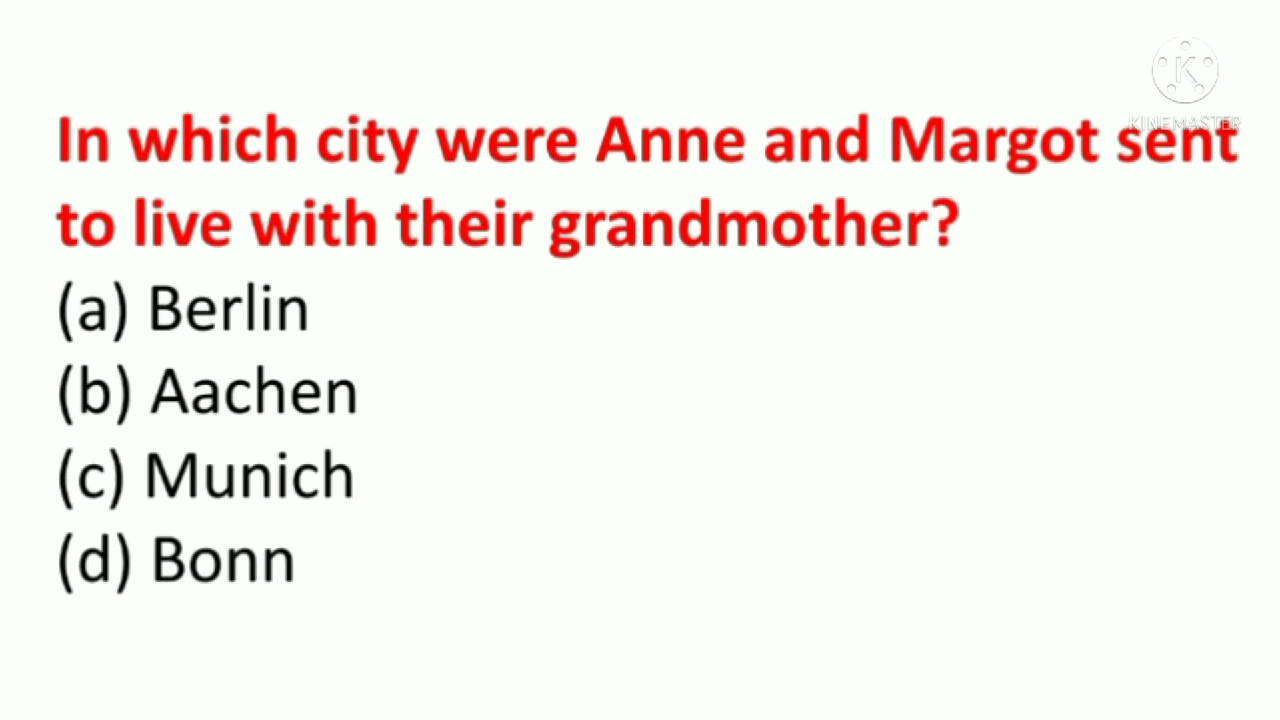 KINEMASTER
In which city were Anne and Margot sent
to live with their grandmother?
(a) Berlin
(b) Aachen
(c) Munich
(d) Bonn